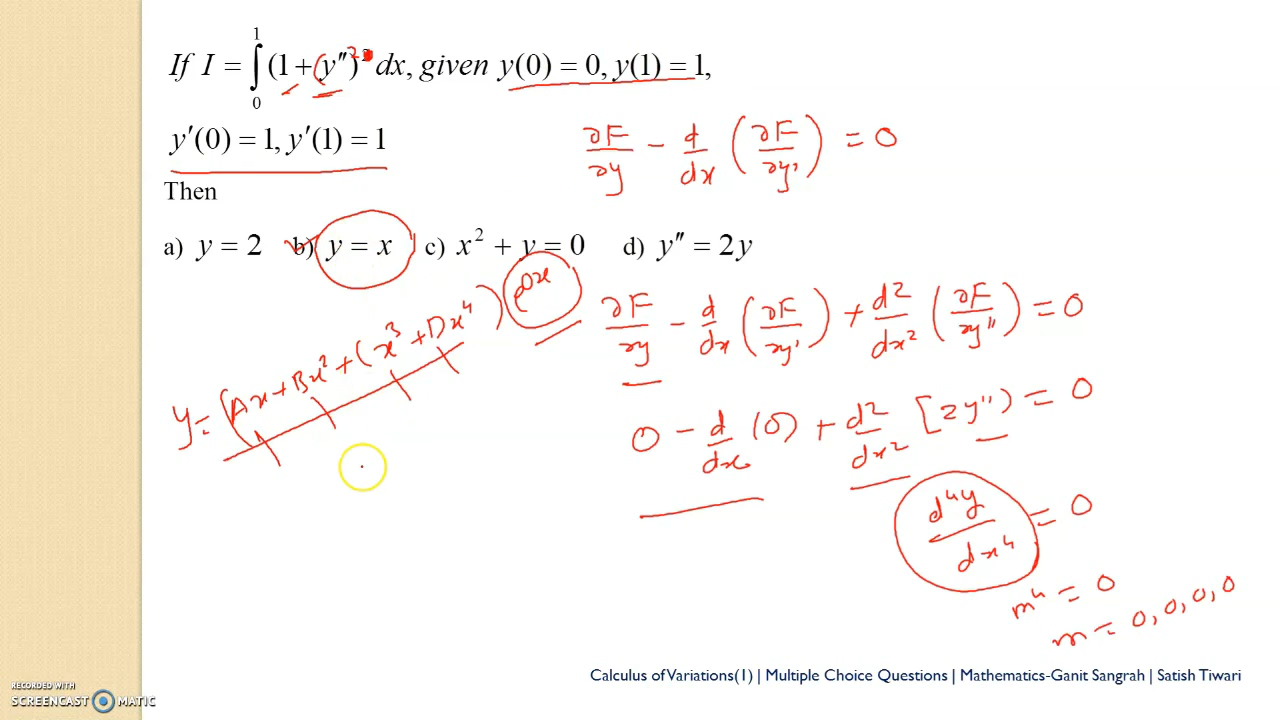 If I = ∫₀¹ (1 + (y″)²) dx, given y(0) = 0, y(1) = 1,
y′(0) = 1, y′(1) = 1
∂F/∂y − d/dx (∂F/∂y′) = 0
Then
a) y = 2 b) y = x c) x² + y = 0 d) y″ = 2y
y = (Ax + Bx² + Cx³ + Dx⁴) e⁰ˣ
∂F/∂y − d/dx (∂F/∂y′) + d²/dx² (∂F/∂y″) = 0
0 − d/dx (0) + d²/dx² [2y″) = 0
d⁴y/dx⁴ = 0
m⁴ = 0
m = 0, 0, 0, 0
Calculus of Variations(1) | Multiple Choice Questions | Mathematics-Ganit Sangrah | Satish Tiwari
RECORDED WITH
SCREENCAST MATIC